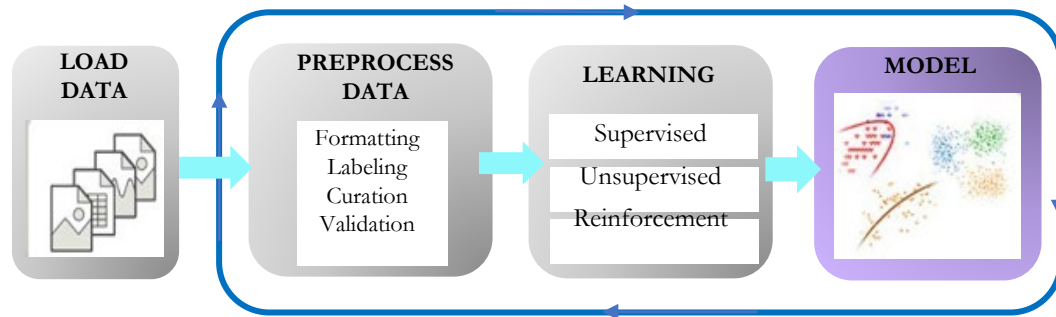 LOAD
DATA
PREPROCESS
DATA
Formatting
Labeling
Curation
Validation
LEARNING
Supervised
Unsupervised
Reinforcement
MODEL